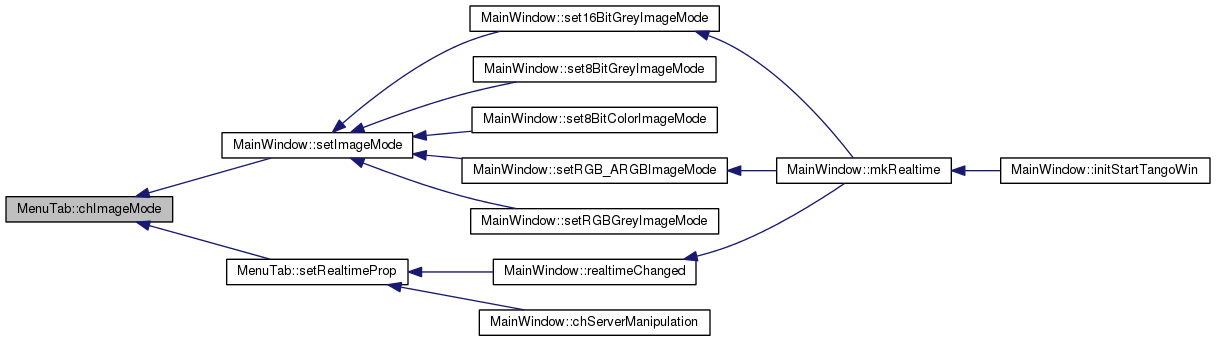 MainWindow::set16BitGreyImageMode
MainWindow::set8BitGreyImageMode
MainWindow::set8BitColorImageMode
MainWindow::setImageMode
MainWindow::setRGB_ARGBImageMode
MainWindow::mkRealtime
MainWindow::initStartTangoWin
MenuTab::chImageMode
MainWindow::setRGBGreyImageMode
MenuTab::setRealtimeProp
MainWindow::realtimeChanged
MainWindow::chServerManipulation